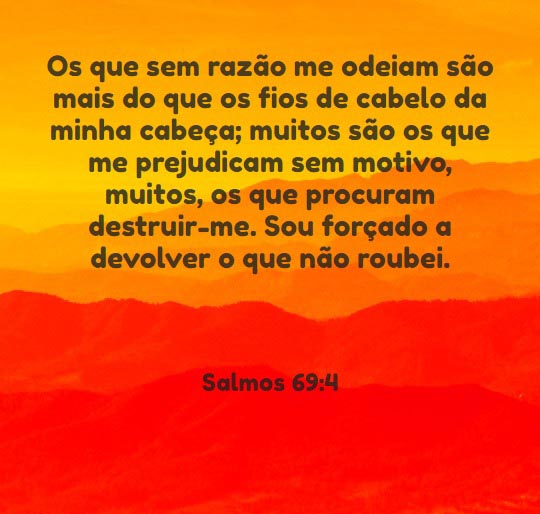 Os que sem razão me odeiam são
mais do que os fios de cabelo da
minha cabeça; muitos são os que
me prejudicam sem motivo,
muitos, os que procuram
destruir-me. Sou forçado a
devolver o que não roubei.
Salmos 69:4